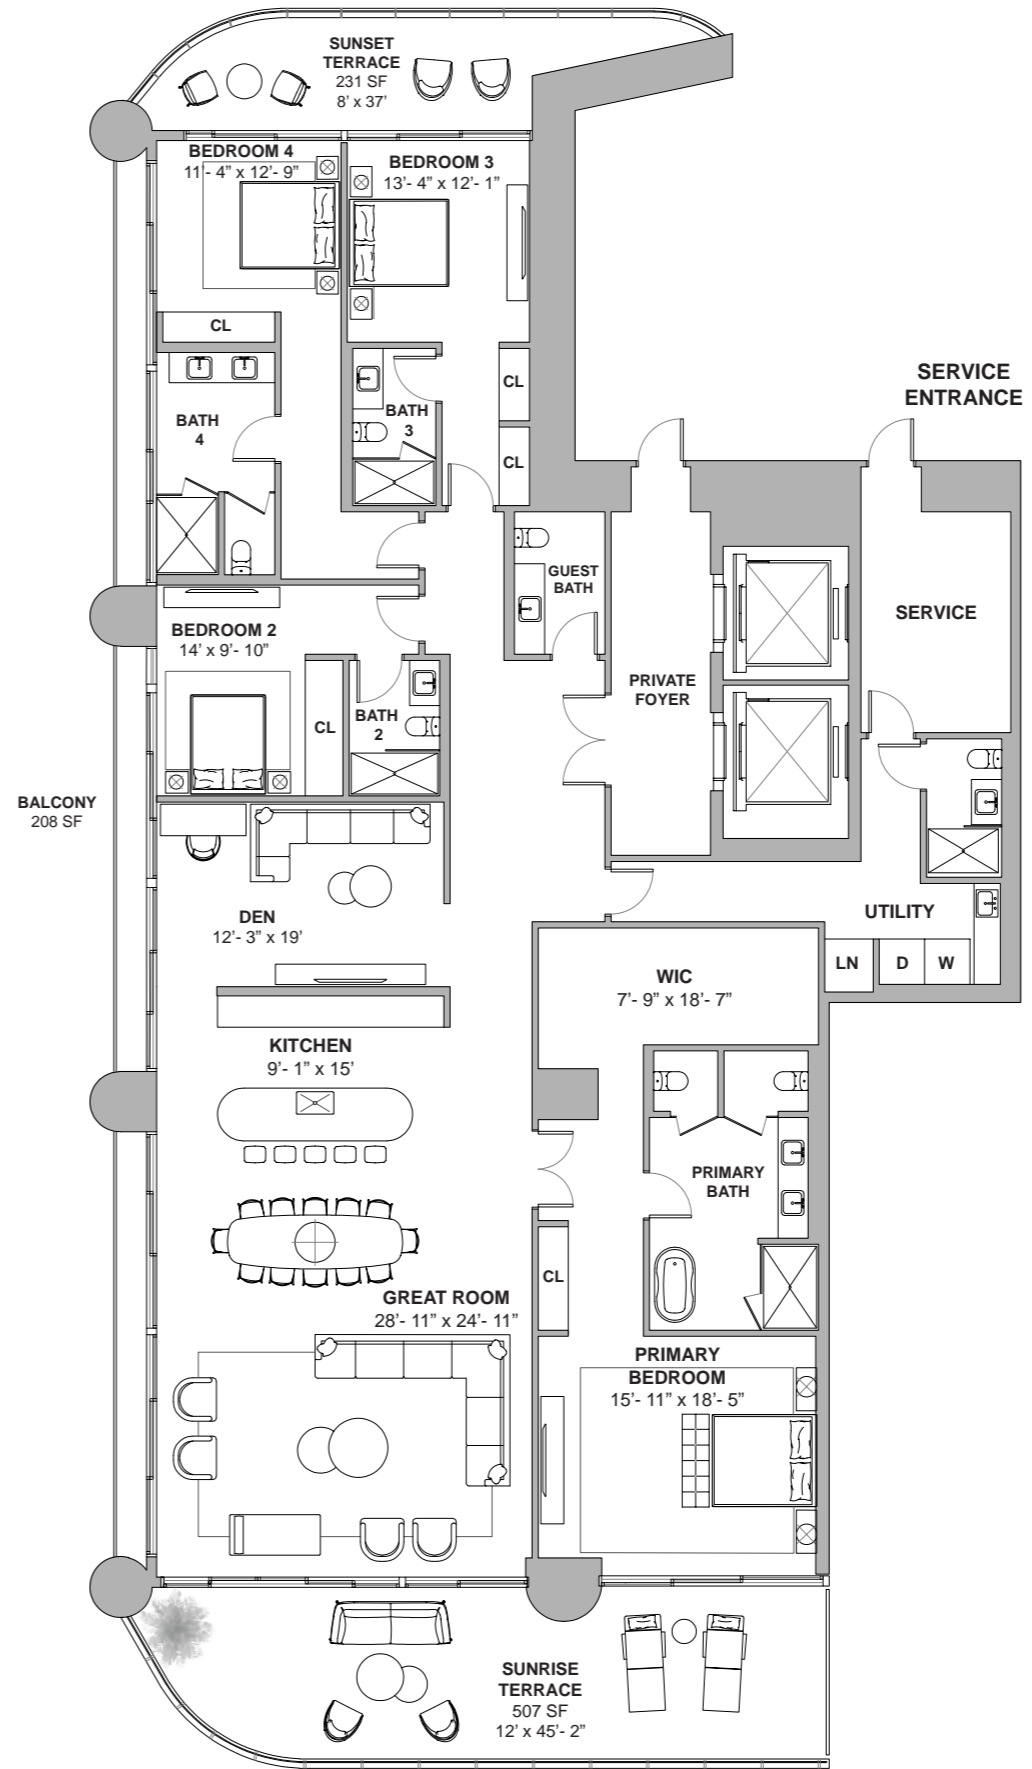 SUNSET
TERRACE
231 SF
8’ x 37’
BEDROOM 4
11’- 4” x 12’- 9”
BEDROOM 3
13’- 4” x 12’- 1”
CL
CL
BATH
4
BATH
3
CL
SERVICE
ENTRANCE
GUEST
BATH
SERVICE
BEDROOM 2
14’ x 9’- 10”
PRIVATE
FOYER
CL
BATH
2
BALCONY
208 SF
DEN
12’- 3” x 19’
UTILITY
LN
D
W
WIC
7’- 9” x 18’- 7”
KITCHEN
9’- 1” x 15’
PRIMARY
BATH
CL
GREAT ROOM
28’- 11” x 24’- 11”
PRIMARY
BEDROOM
15’- 11” x 18’- 5”
SUNRISE
TERRACE
507 SF
12’ x 45’- 2”